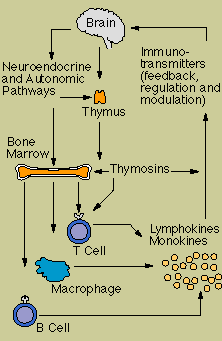 Brain
Neuroendocrine
and Autonomic
Pathways
Immuno-
transmitters
(feedback,
regulation and
modulation)
Thymus
Bone
Marrow
Thymosins
T Cell
Lymphokines
Monokines
Macrophage
B Cell